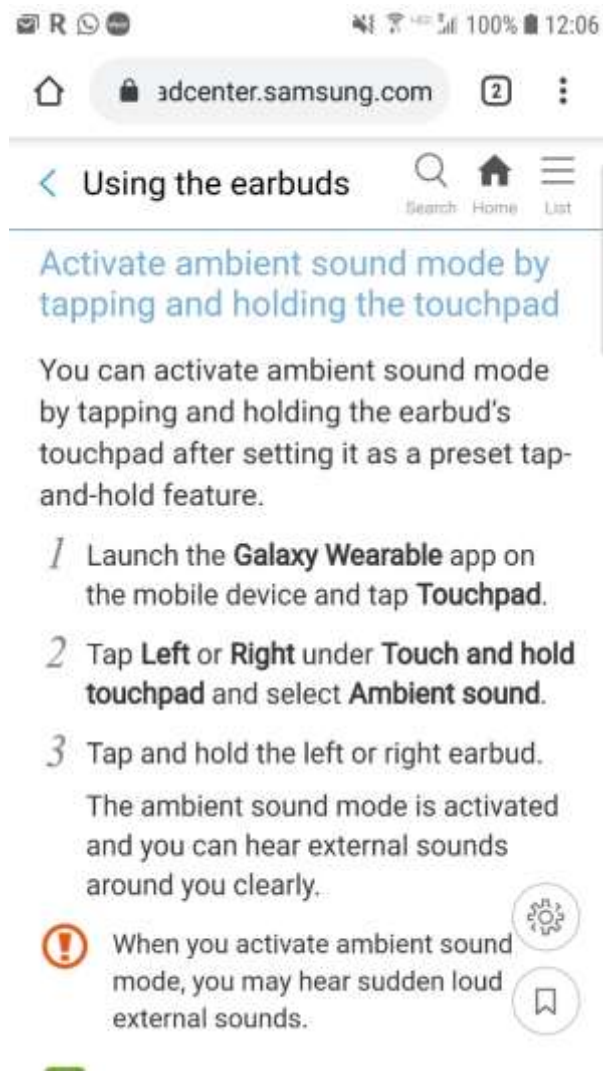 R 100% 12:06
adcenter.samsung.com 2
Using the earbuds
Search Home List
Activate ambient sound mode by
tapping and holding the touchpad
You can activate ambient sound mode
by tapping and holding the earbud's
touchpad after setting it as a preset tap-
and-hold feature.
1 Launch the Galaxy Wearable app on
the mobile device and tap Touchpad.
2 Tap Left or Right under Touch and hold
touchpad and select Ambient sound.
3 Tap and hold the left or right earbud.
The ambient sound mode is activated
and you can hear external sounds
around you clearly.
When you activate ambient sound
mode, you may hear sudden loud
external sounds.